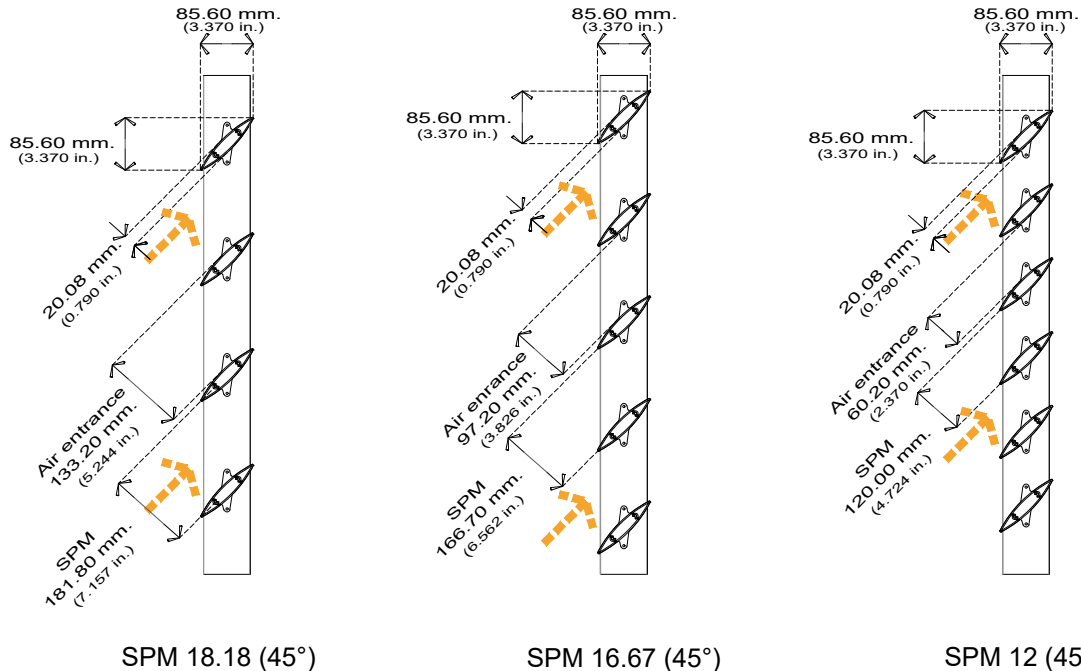 85.60 mm.
(3.370 in.)
85.60 mm.
(3.370 in.)
20.08 mm.
(0.790 in.)
Air entrance
133.20 mm.
(5.244 in.)
SPM
181.80 mm.
(7.157 in.)
SPM 18.18 (45°)
85.60 mm.
(3.370 in.)
85.60 mm.
(3.370 in.)
20.08 mm.
(0.790 in.)
Air enrance
97.20 mm.
(3.826 in.)
SPM
166.70 mm.
(6.562 in.)
SPM 16.67 (45°)
85.60 mm.
(3.370 in.)
85.60 mm.
(3.370 in.)
20.08 mm.
(0.790 in.)
Air entrance
60.20 mm.
(2.370 in.)
SPM
120.00 mm.
(4.724 in.)
SPM 12 (45